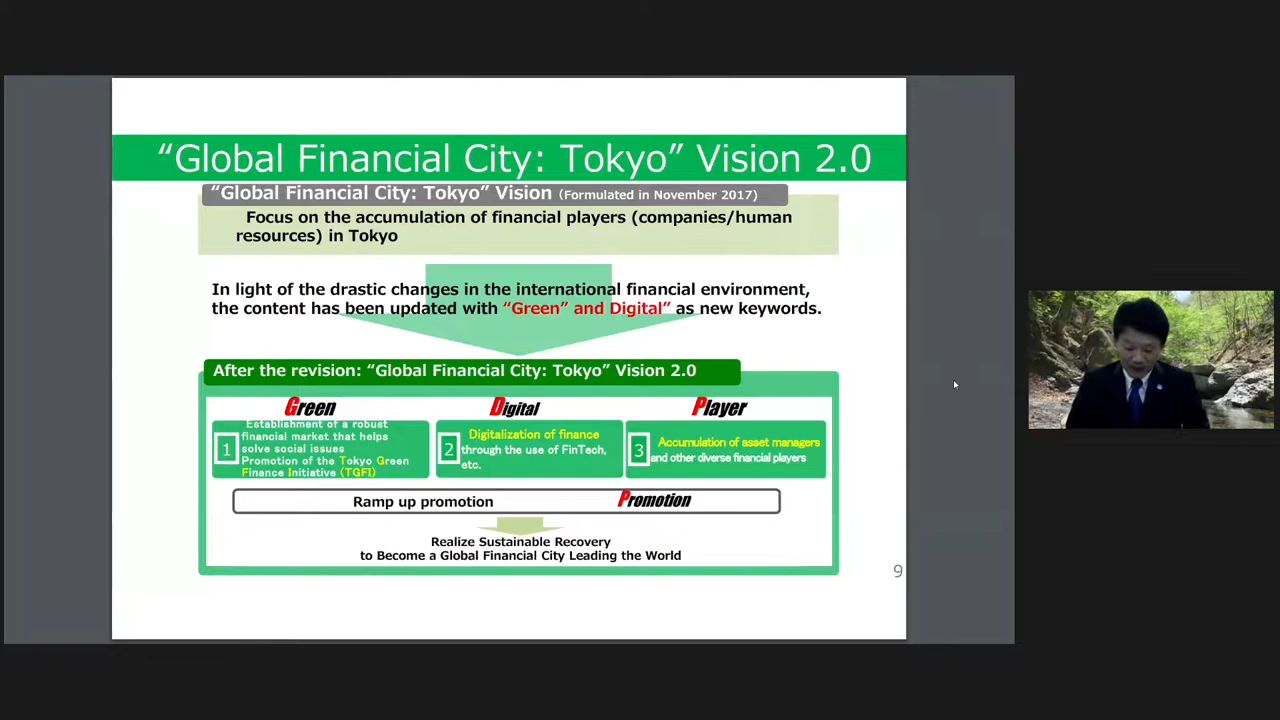 “Global Financial City: Tokyo” Vision 2.0
“Global Financial City: Tokyo” Vision (Formulated in November 2017)
Focus on the accumulation of financial players (companies/human
resources) in Tokyo
In light of the drastic changes in the international financial environment,
the content has been updated with “Green” and Digital” as new keywords.
After the revision: “Global Financial City: Tokyo” Vision 2.0
Green
1
Establishment of a robust
financial market that helps
solve social issues
Promotion of the Tokyo Green
Finance Initiative (TGFI)
Digital
2
Digitalization of finance
through the use of FinTech,
etc.
Player
3
Accumulation of asset managers
and other diverse financial players
Ramp up promotion Promotion
Realize Sustainable Recovery
to Become a Global Financial City Leading the World
9